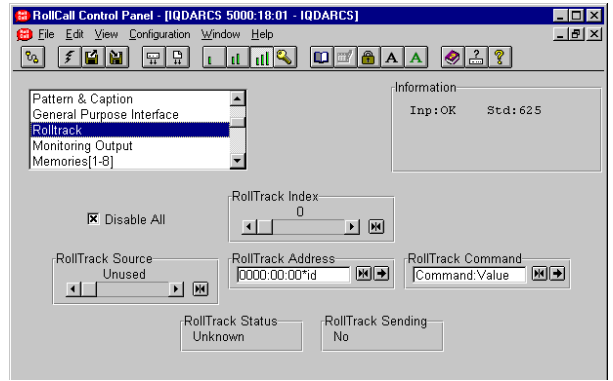 RollCall Control Panel - [IQDARCS 5000:18:01 - IQDARCS]
File Edit View Configuration Window Help
Pattern & Caption
General Purpose Interface
Rolltrack
Monitoring Output
Memories[1-8]
Information
Inp:OK Std:625
Disable All
RollTrack Index
0
RollTrack Source
Unused
RollTrack Address
0000:00:00*id
RollTrack Command
Command:Value
RollTrack Status
Unknown
RollTrack Sending
No